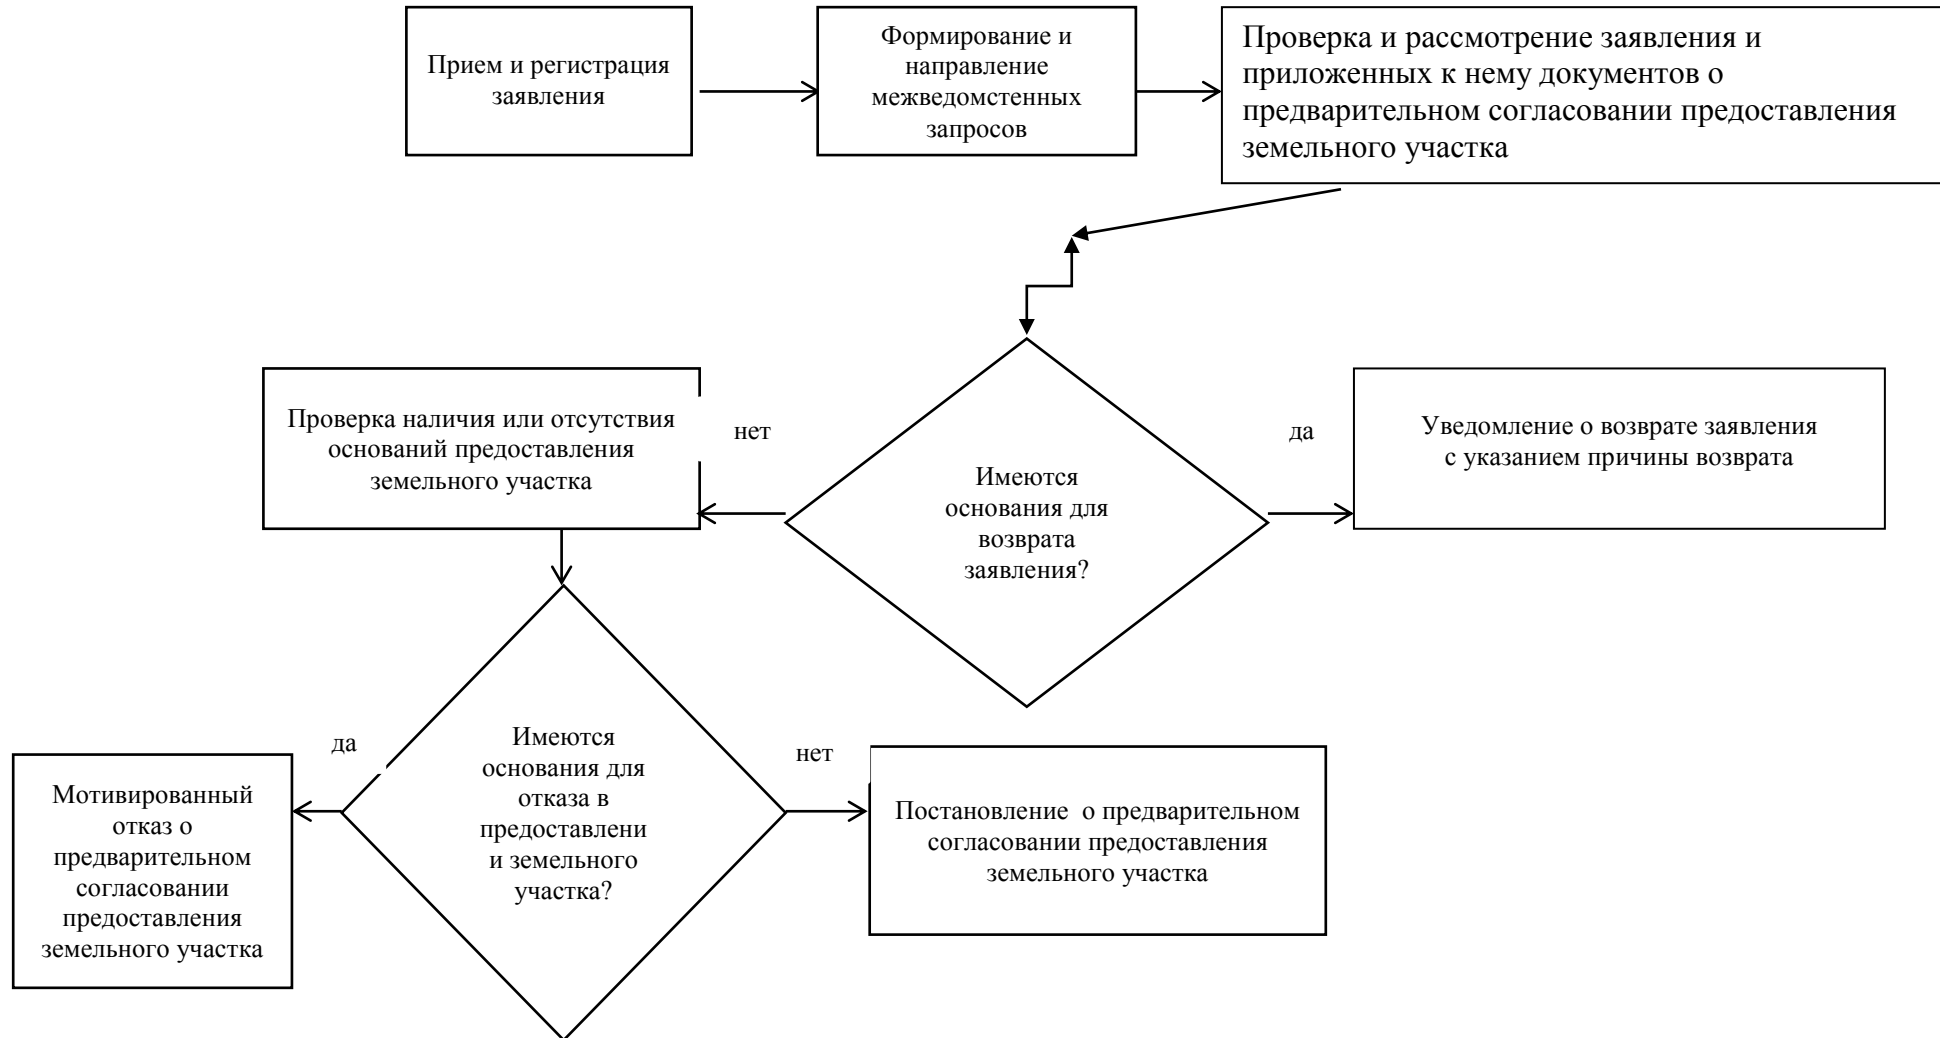 Прием и регистрация
заявления
Формирование и
направление
межведомстенных
запросов
Проверка и рассмотрение заявления и
приложенных к нему документов о
предварительном согласовании предоставления
земельного участка
Проверка наличия или отсутствия
оснований предоставления
земельного участка
нет
Имеются
основания для
возврата
заявления?
да
Уведомление о возврате заявления
с указанием причины возврата
да
Мотивированный
отказ о
предварительном
согласовании
предоставления
земельного участка
Имеются
основания для
отказа в
предоставлени
и земельного
участка?
нет
Постановление о предварительном
согласовании предоставления
земельного участка